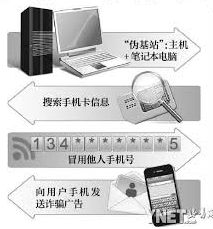 “伪基站”:主机
+笔记本电脑
搜索手机卡信息
134*******5
冒用他人手机号
向用户手机发
送诈骗广告
YNET